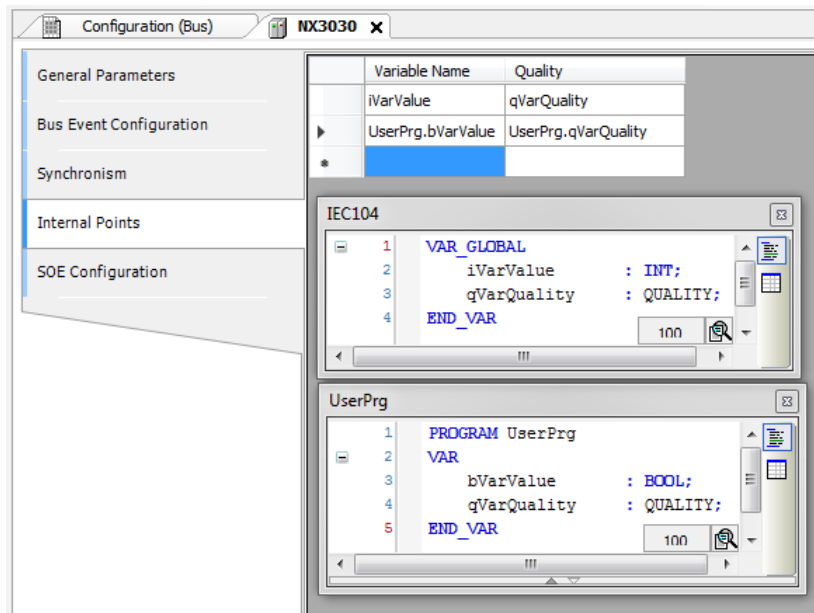 Configuration (Bus) NX3030
General Parameters
Bus Event Configuration
Synchronism
Internal Points
SOE Configuration
Variable Name Quality
iVarValue qVarQuality
UserPrg.bVarValue UserPrg.qVarQuality
IEC104
1 VAR_GLOBAL
2 iVarValue : INT;
3 qVarQuality : QUALITY;
4 END_VAR
100
UserPrg
1 PROGRAM UserPrg
2 VAR
3 bVarValue : BOOL;
4 qVarQuality : QUALITY;
5 END_VAR
100